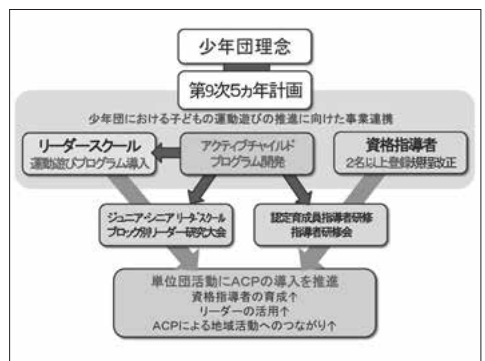 少年団理念
第9次5ヵ年計画
少年団における子どもの運動遊びの推進に向けた事業連携
リーダースクール
運動遊びプログラム導入
アクティブチャイルド
プログラム開発
資格指導者
2名以上登録規程改正
ジュニア・シニアリーダースクール
ブロック別リーダー研究大会
認定育成員指導者研修
指導者研修会
単位団活動にACPの導入を推進
資格指導者の育成↑
リーダーの活用↑
ACPによる地域活動へのつながり↑